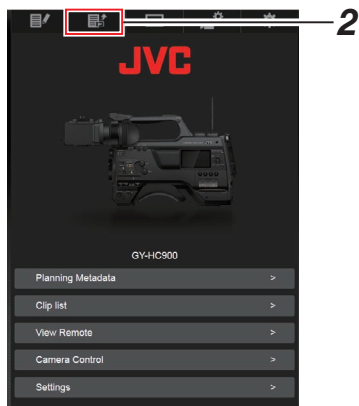 2
JVC
GY-HC900
Planning Metadata >
Clip list >
View Remote >
Camera Control >
Settings >